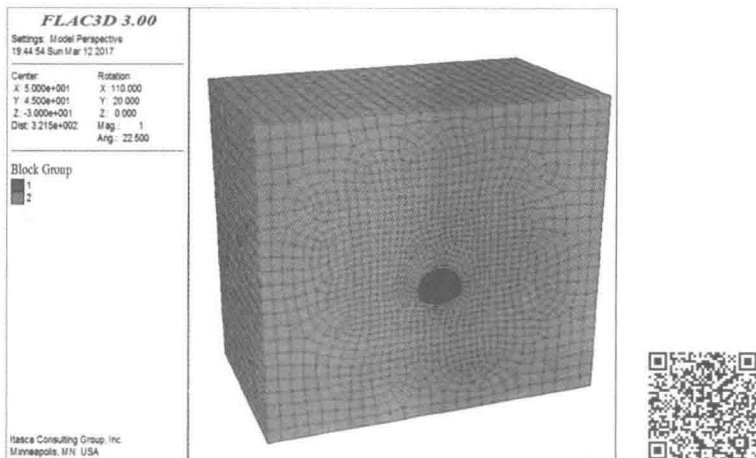 FLAC3D 3.00
Settings: Model Perspective
19:44:54 Sun Mar 12 2017
Center: Rotation:
X: 5.000e+001 X: 110.000
Y: 4.500e+001 Y: 20.000
Z: -3.000e+001 Z: 0.000
Dist: 3.215e+002 Mag.: 1
Ang.: 22.500
Block Group
1
2
Itasca Consulting Group, Inc.
Minneapolis, MN USA